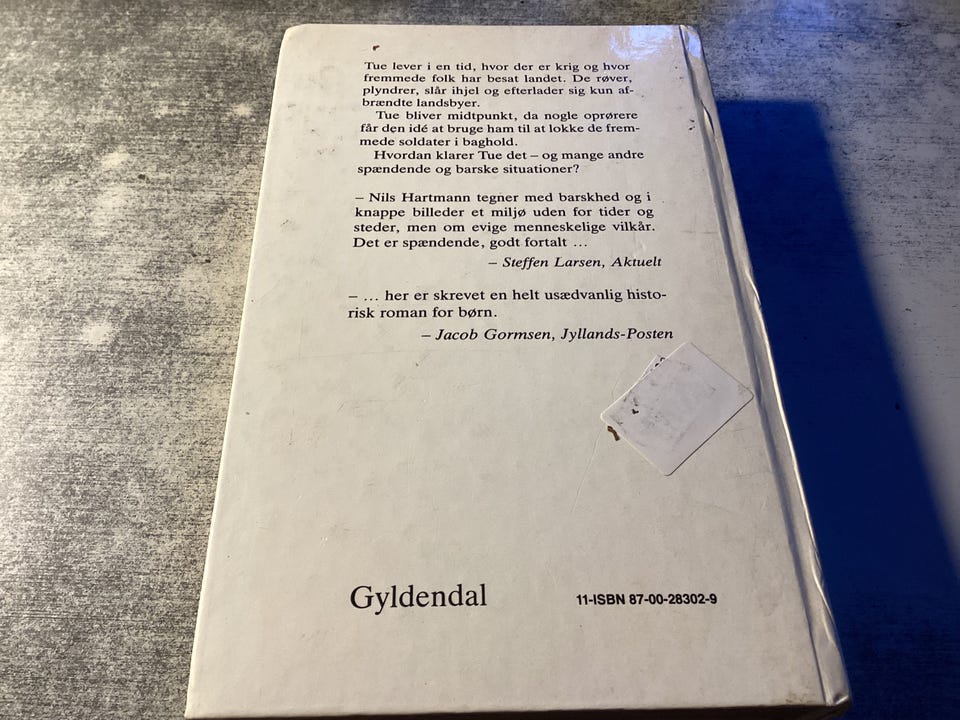 Tue lever i en tid, hvor der er krig og hvor
fremmede folk har besat landet. De røver,
plyndrer, slår ihjel og efterlader sig kun af-
brændte landsbyer.
Tue bliver midtpunkt, da nogle oprørere
får den idé at bruge ham til at lokke de frem-
mede soldater i baghold.
Hvordan klarer Tue det – og mange andre
spændende og barske situationer?
– Nils Hartmann tegner med barskhed og i
knappe billeder et miljø uden for tider og
steder, men om evige menneskelige vilkår.
Det er spændende, godt fortalt ...
– Steffen Larsen, Aktuelt
– ... her er skrevet en helt usædvanlig histo-
risk roman for børn.
– Jacob Gormsen, Jyllands-Posten
Gyldendal
11-ISBN 87-00-28302-9